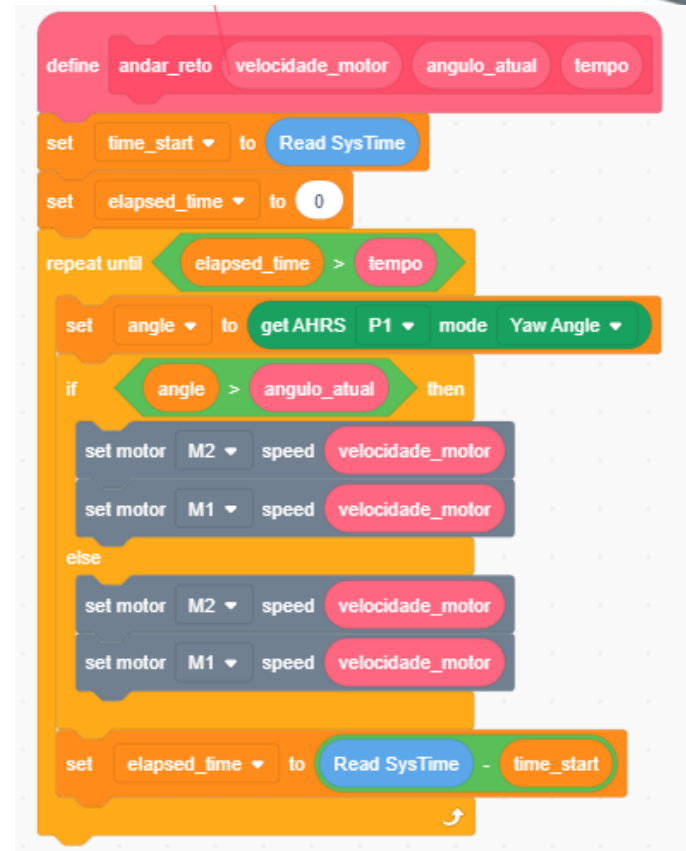 define andar_reto velocidade_motor angulo_atual tempo
set time_start to Read SysTime
set elapsed_time to 0
repeat until elapsed_time > tempo
set angle to get AHRS P1 mode Yaw Angle
if angle > angulo_atual then
set motor M2 speed velocidade_motor
set motor M1 speed velocidade_motor
else
set motor M2 speed velocidade_motor
set motor M1 speed velocidade_motor
set elapsed_time to Read SysTime - time_start